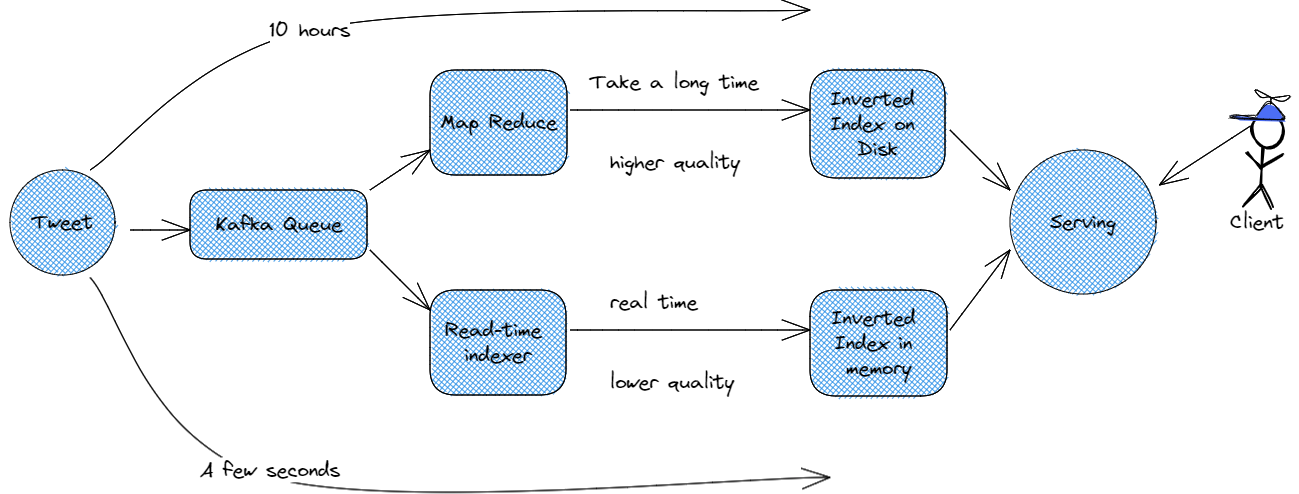 10 hours
Take a long time
Map Reduce
Inverted
Index on
Disk
higher quality
Tweet
Kafka Queue
Serving
Client
real time
Read-time
indexer
Inverted
Index in
memory
lower quality
A few seconds